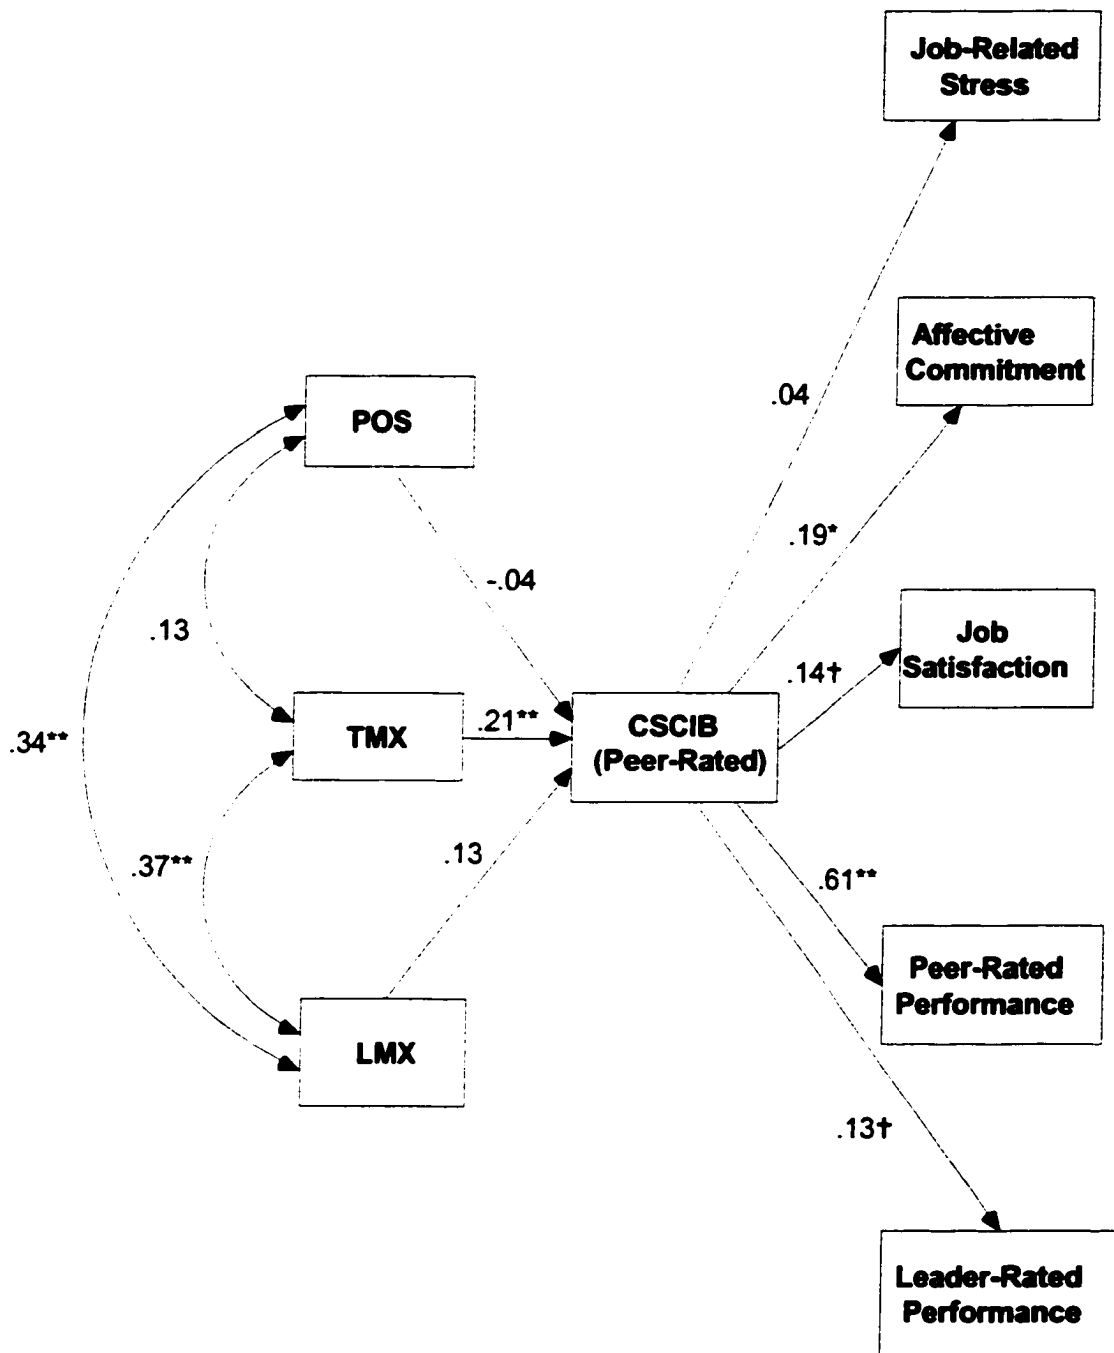 Job-Related
Stress
Affective
Commitment
.04
POS
.19*
-.04
.13
Job
Satisfaction
.14†
.34**
TMX
.21**
CSCIB
(Peer-Rated)
.37**
.13
.61**
Peer-Rated
Performance
LMX
.13†
Leader-Rated
Performance